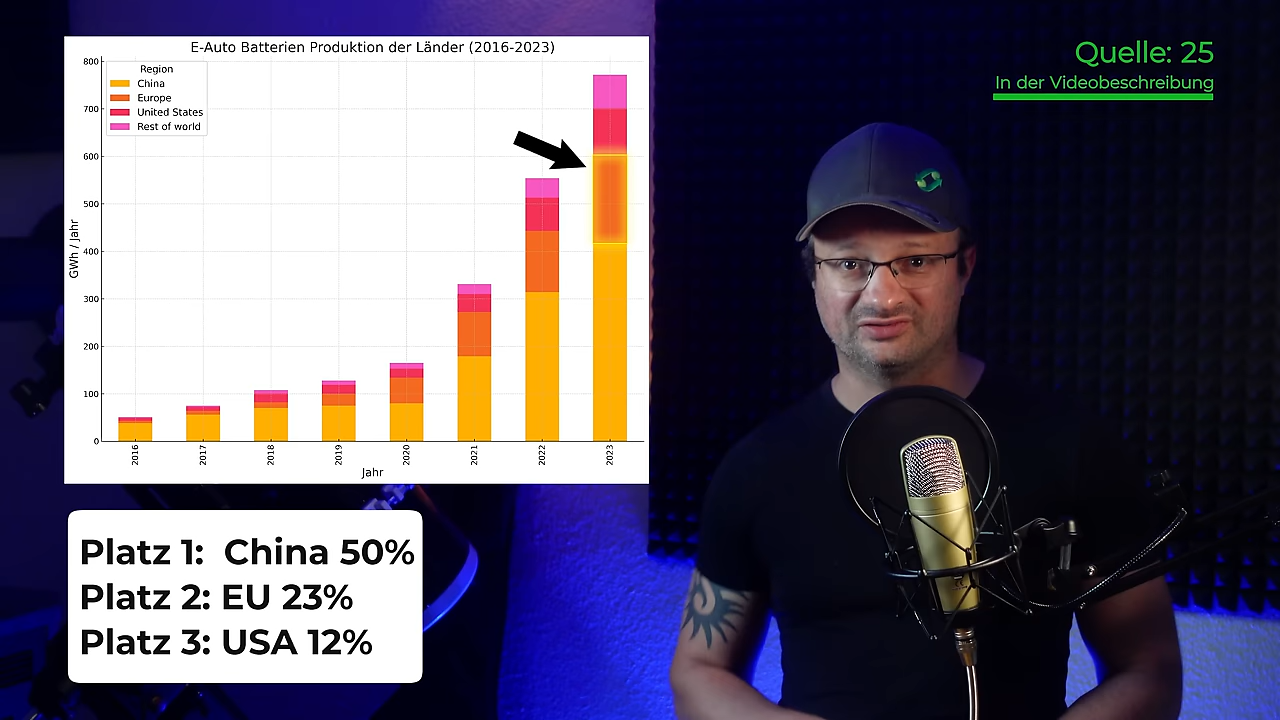 E-Auto Batterien Produktion der Länder (2016-2023)
Region
China
Europe
United States
Rest of world
800
700
600
500
400
300
200
100
0
GWh / Jahr
2016
2017
2018
2019
2020
2021
2022
2023
Jahr
Quelle: 25
In der Videobeschreibung
Platz 1: China 50%
Platz 2: EU 23%
Platz 3: USA 12%